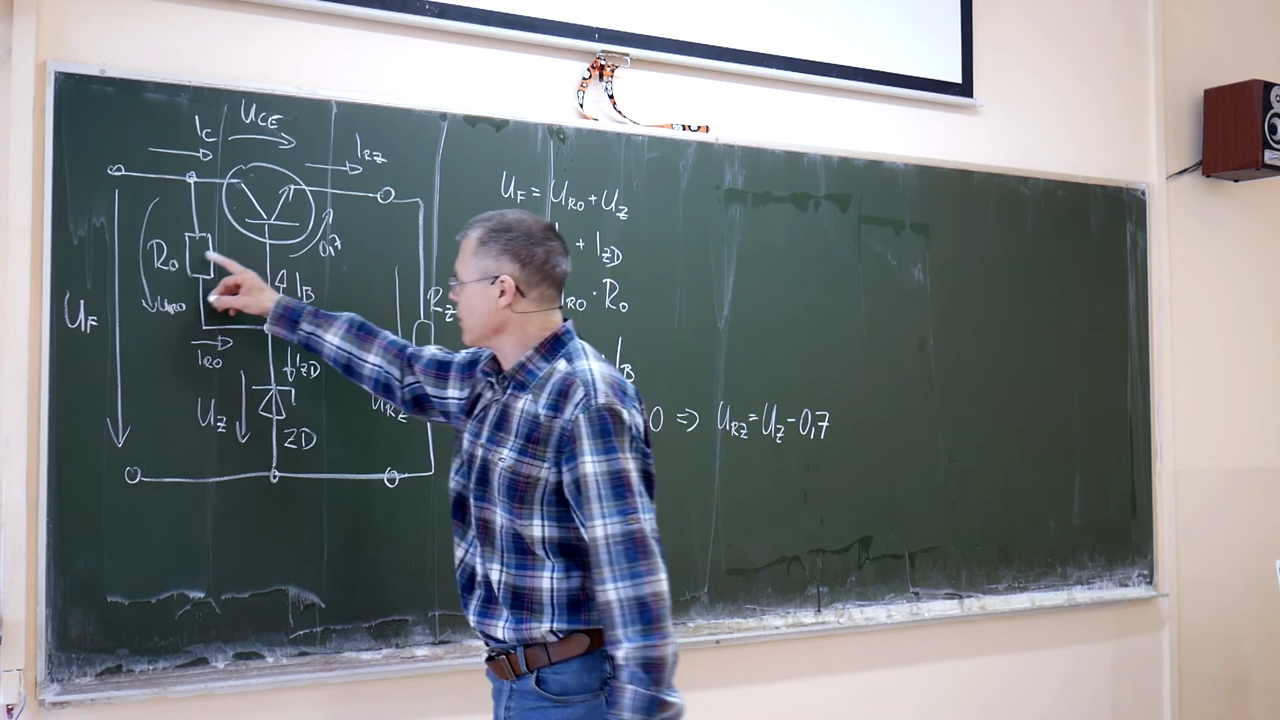 U_CE
I_C
I_RZ
0,7
R_0
U_R0
I_B
U_F
I_R0
I_ZD
U_Z
ZD
R_Z
U_RZ
U_F = U_R0 + U_Z
+ I_ZD
I_R0 · R_0
· I_B
0 ⇒ U_RZ = U_Z - 0,7